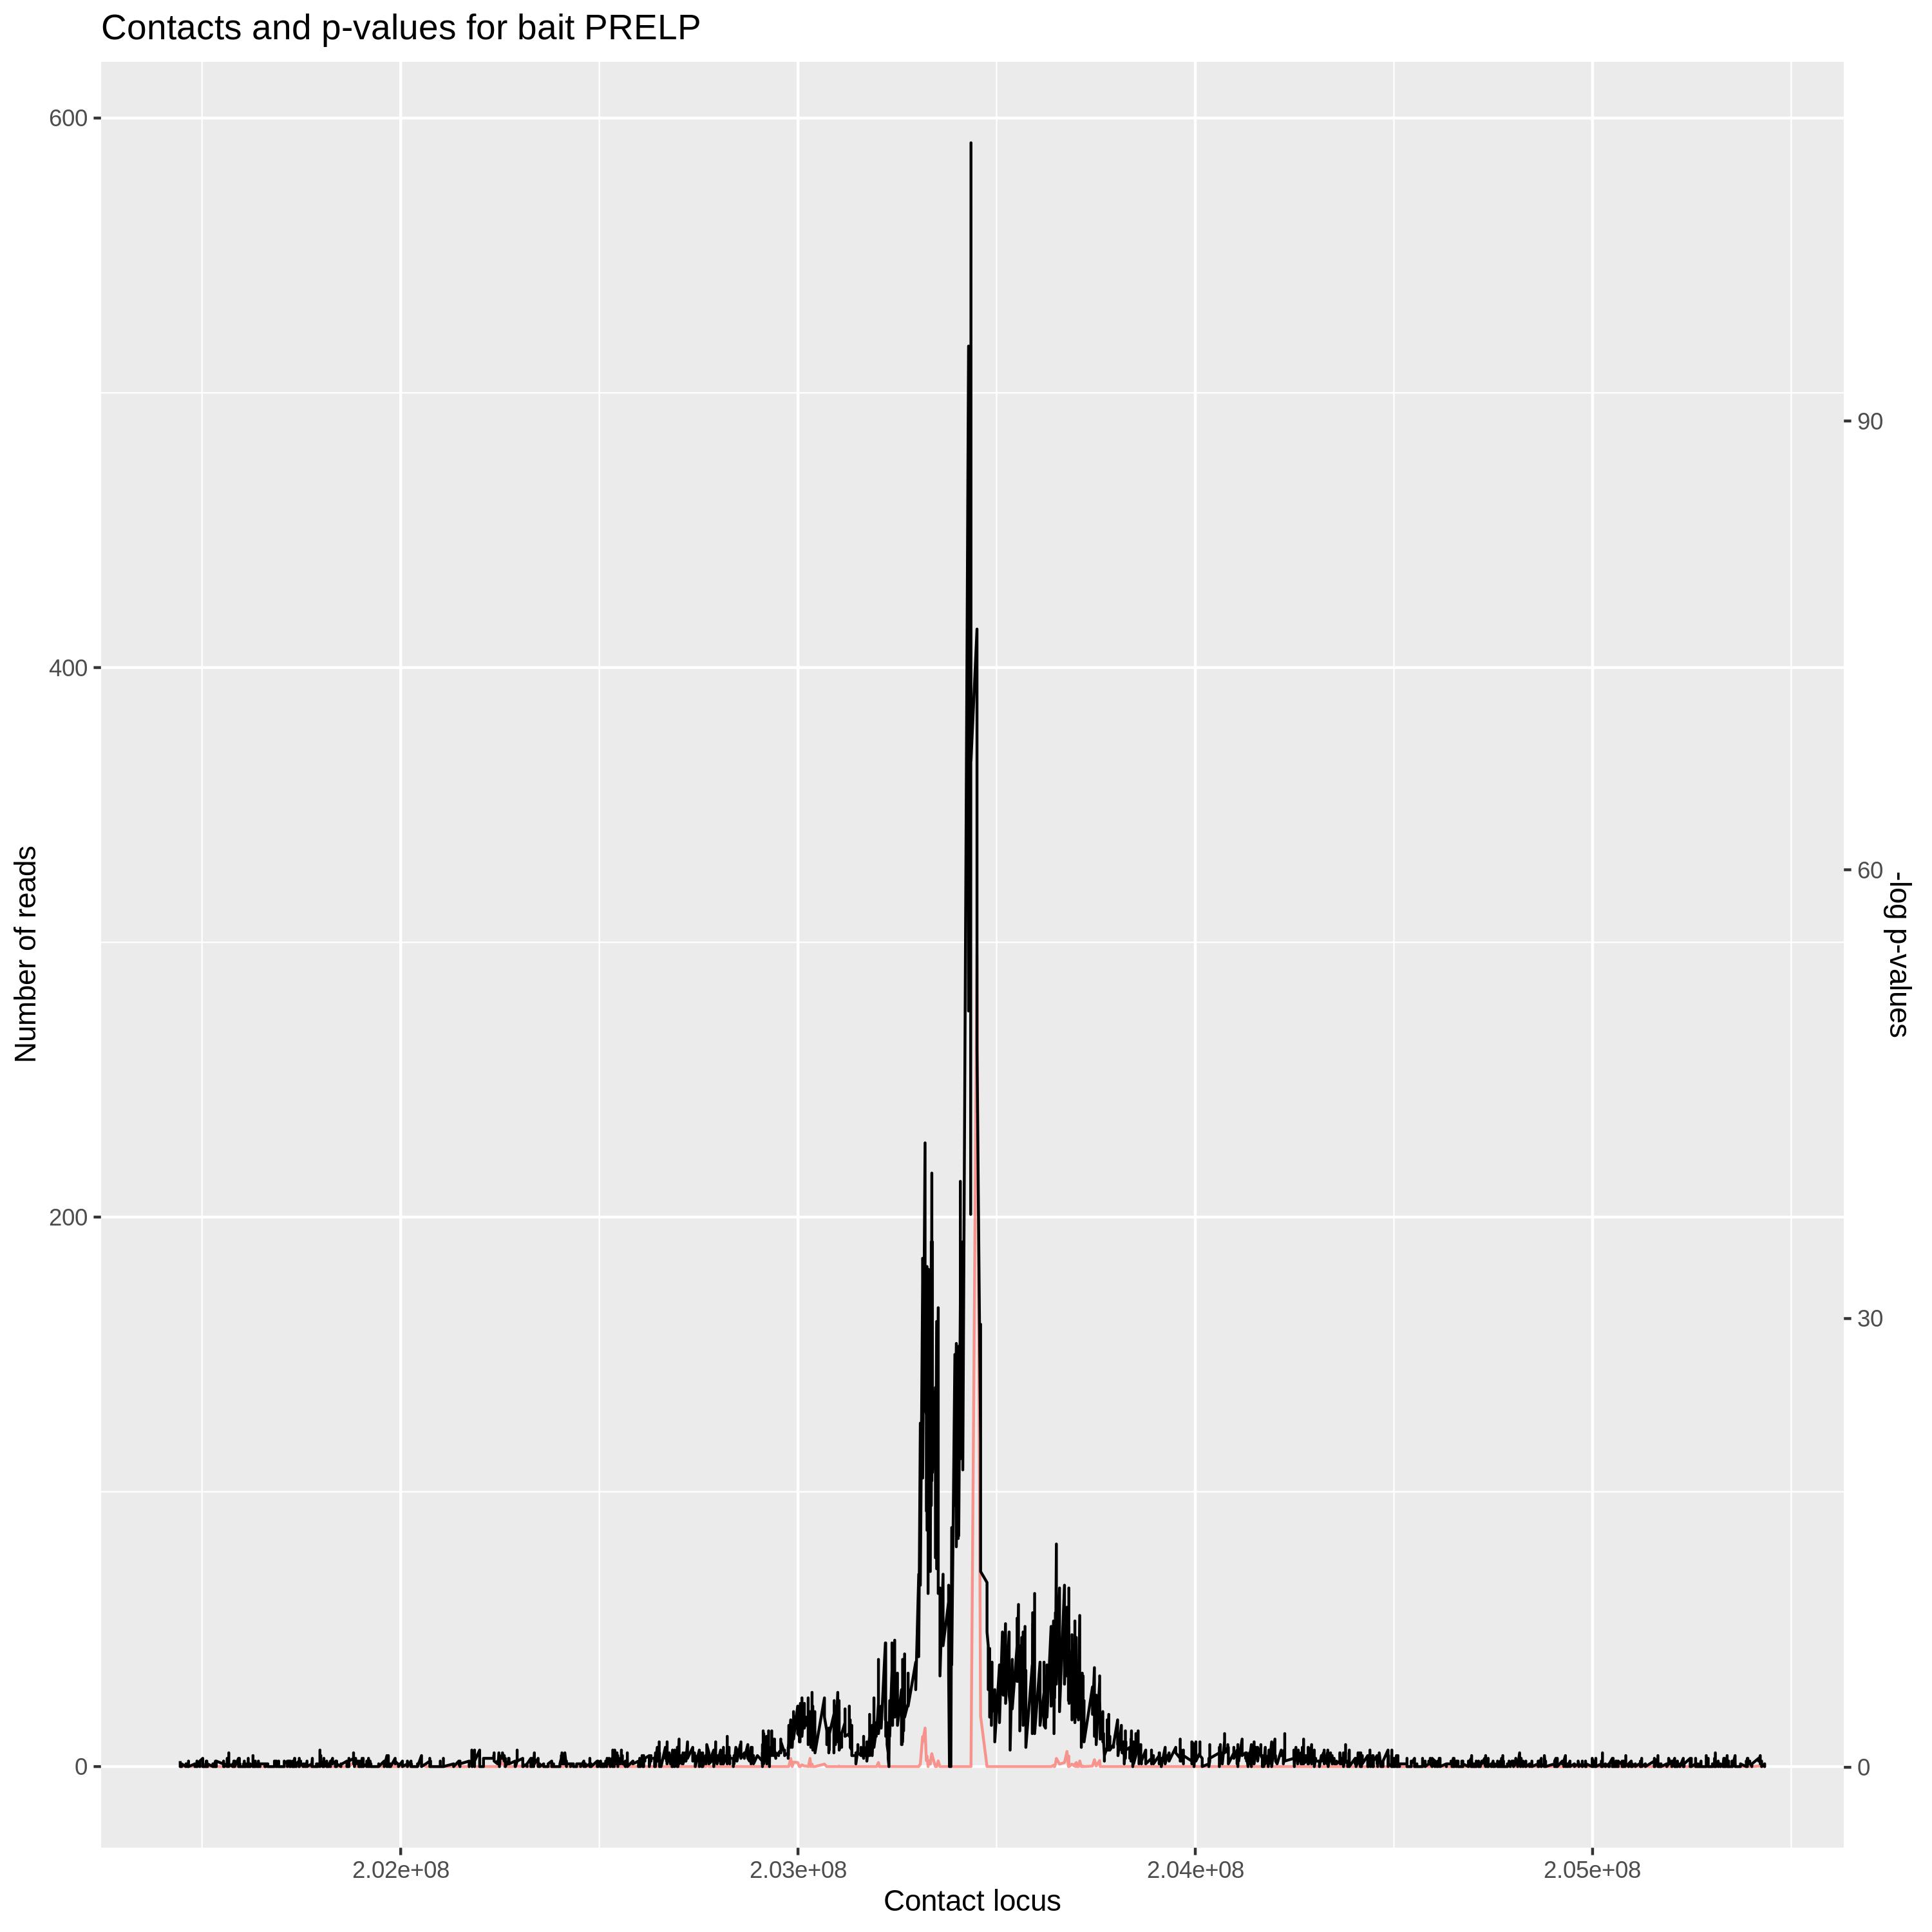 Contacts and p-values for bait PRELP
600
400
200
0
Number of reads
90
60
30
0
-log p-values
2.02e+08
2.03e+08
2.04e+08
2.05e+08
Contact locus